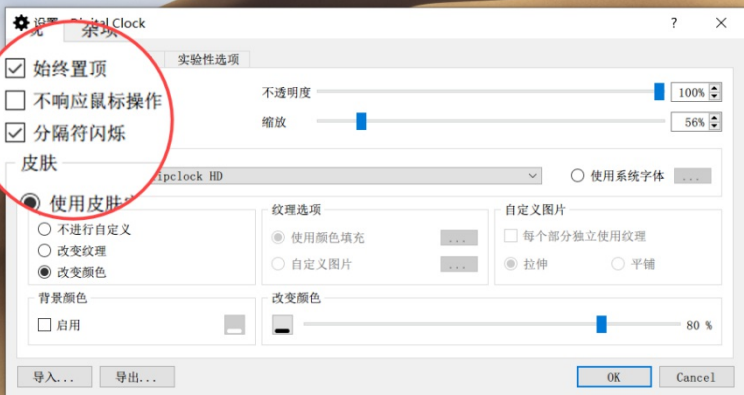 设置 - Digital Clock
杂项
实验性选项
始终置顶
不响应鼠标操作
分隔符闪烁
不透明度
100%
缩放
56%
皮肤
使用皮肤
ipclock HD
使用系统字体
...
不进行自定义
改变纹理
改变颜色
纹理选项
使用颜色填充
...
自定义图片
...
自定义图片
每个部分独立使用纹理
拉伸
平铺
背景颜色
启用
改变颜色
80 %
导入...
导出...
OK
Cancel